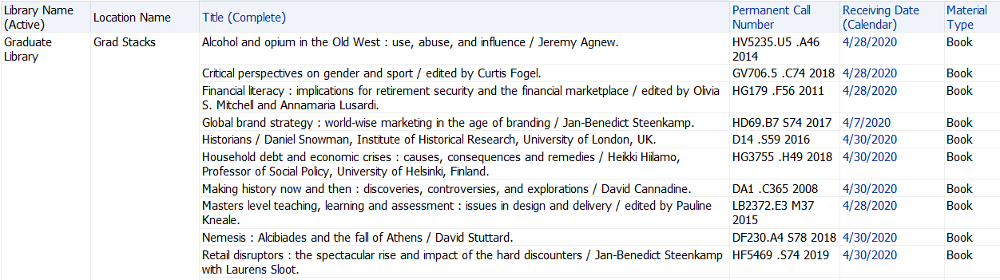 Library Name (Active) Location Name Title (Complete) Permanent Call Number Receiving Date (Calendar) Material Type
Graduate Library Grad Stacks Alcohol and opium in the Old West : use, abuse, and influence / Jeremy Agnew. HV5235.U5 .A46 2014 4/28/2020 Book
Critical perspectives on gender and sport / edited by Curtis Fogel. GV706.5 .C74 2018 4/28/2020 Book
Financial literacy : implications for retirement security and the financial marketplace / edited by Olivia S. Mitchell and Annamaria Lusardi. HG179 .F56 2011 4/28/2020 Book
Global brand strategy : world-wise marketing in the age of branding / Jan-Benedict Steenkamp. HD69.B7 S74 2017 4/7/2020 Book
Historians / Daniel Snowman, Institute of Historical Research, University of London, UK. D14 .S59 2016 4/30/2020 Book
Household debt and economic crises : causes, consequences and remedies / Heikki Hiilamo, Professor of Social Policy, University of Helsinki, Finland. HG3755 .H49 2018 4/30/2020 Book
Making history now and then : discoveries, controversies, and explorations / David Cannadine. DA1 .C365 2008 4/30/2020 Book
Masters level teaching, learning and assessment : issues in design and delivery / edited by Pauline Kneale. LB2372.E3 M37 2015 4/28/2020 Book
Nemesis : Alcibiades and the fall of Athens / David Stuttard. DF230.A4 S78 2018 4/30/2020 Book
Retail disruptors : the spectacular rise and impact of the hard discounters / Jan-Benedict Steenkamp with Laurens Sloot. HF5469 .S74 2019 4/30/2020 Book